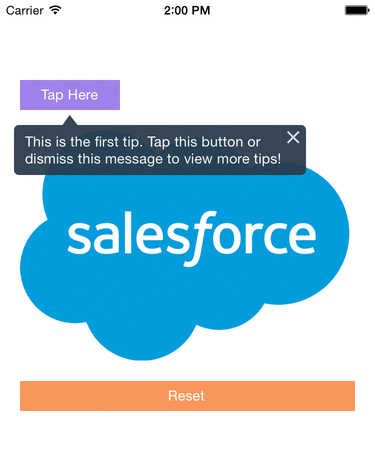 Carrier 2:00 PM
Tap Here
This is the first tip. Tap this button or
dismiss this message to view more tips!
salesforce
Reset